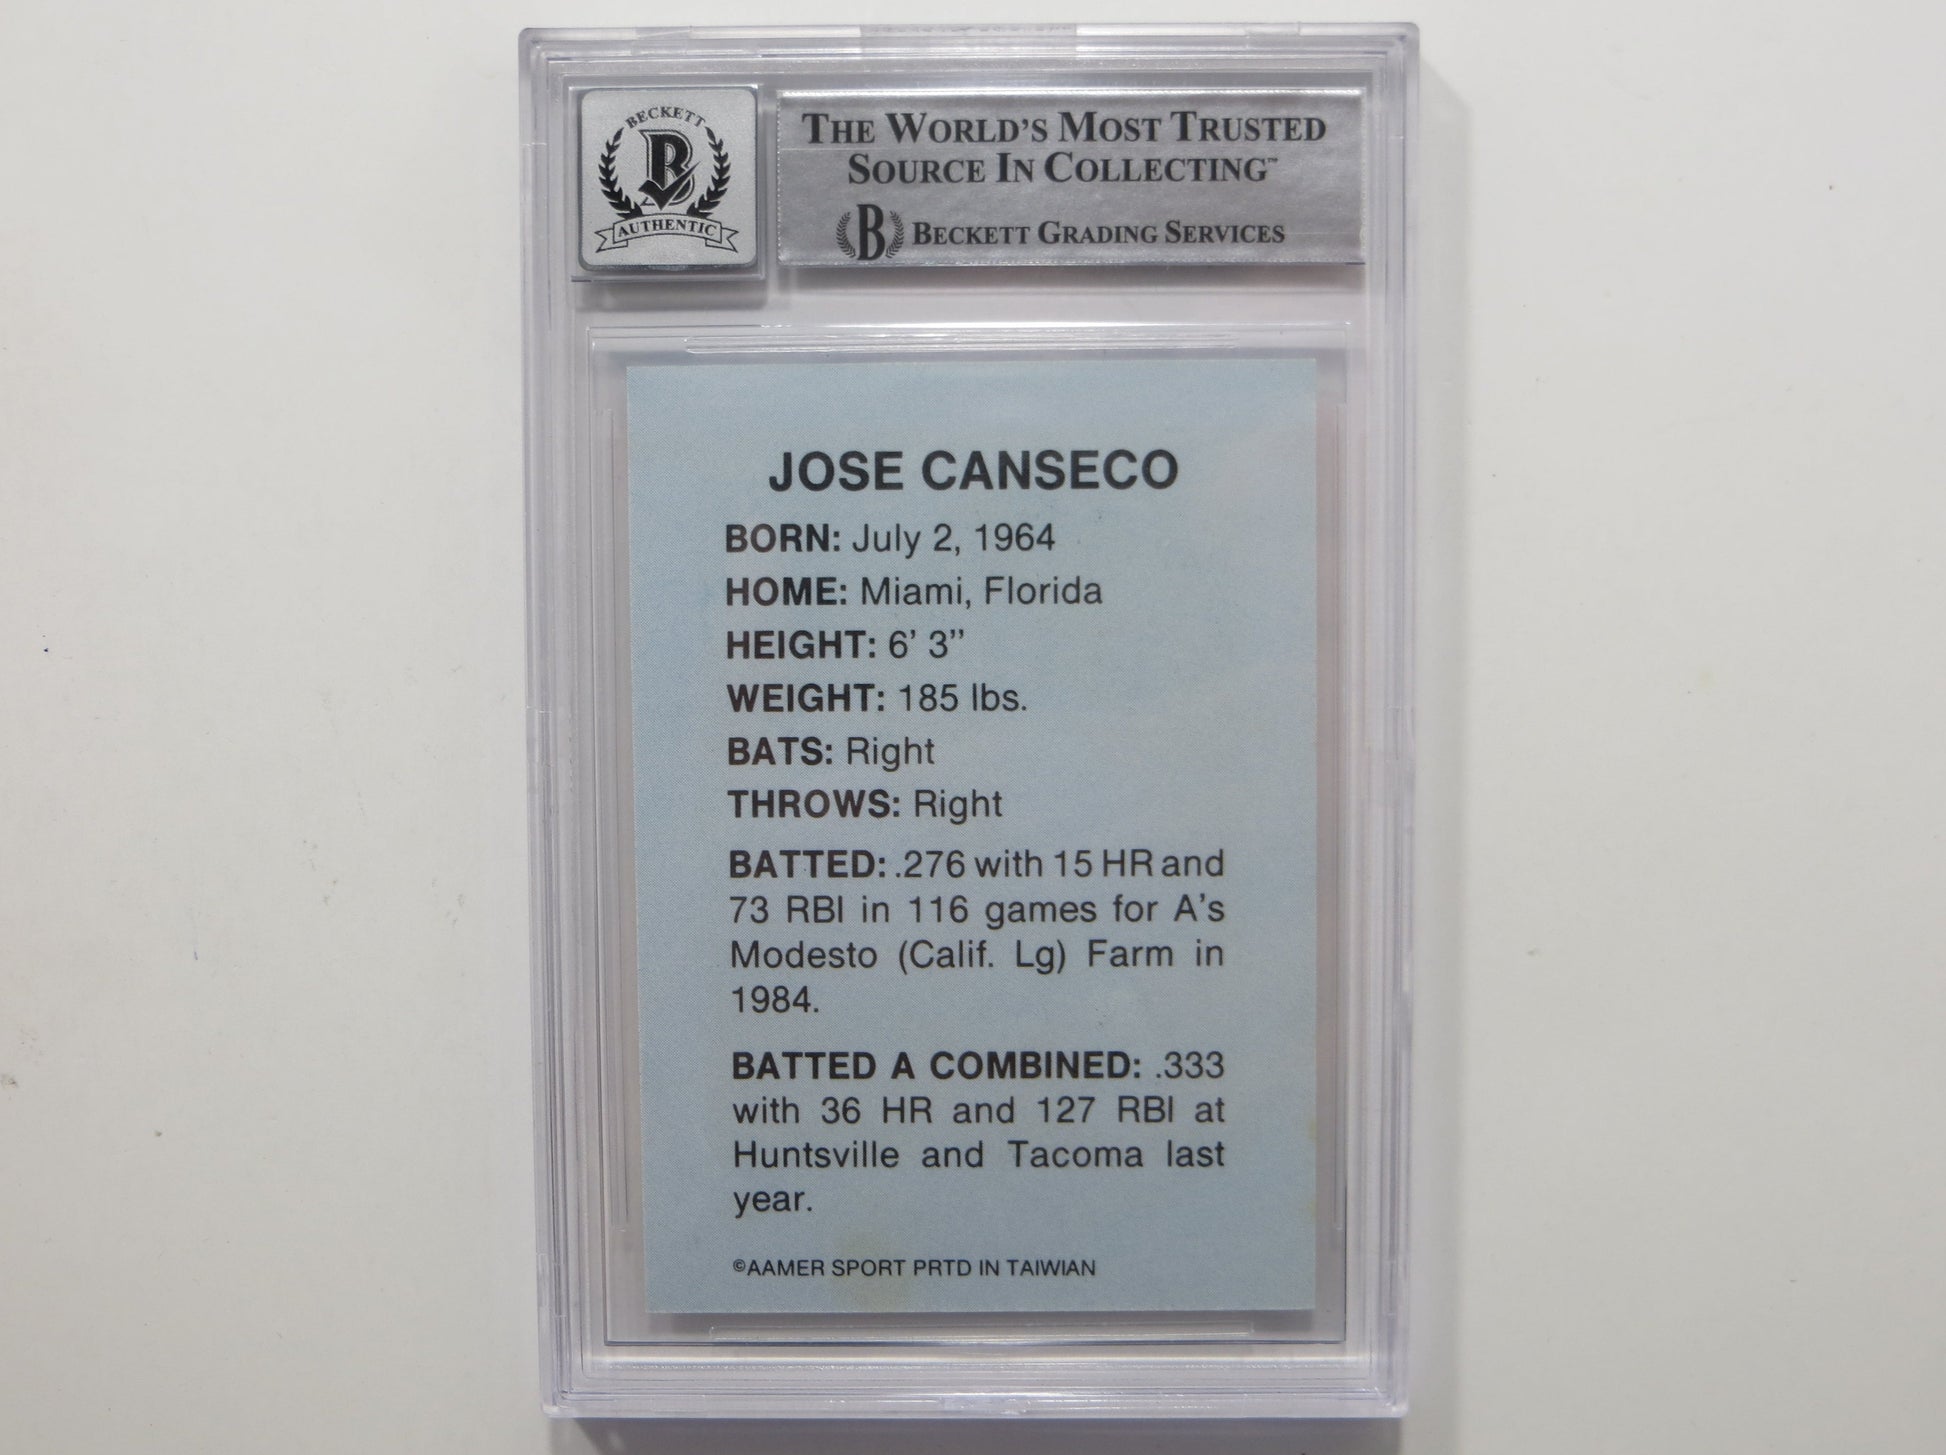 BECKETT
B
AUTHENTIC
THE WORLD'S MOST TRUSTED
SOURCE IN COLLECTING™
B BECKETT GRADING SERVICES
JOSE CANSECO
BORN: July 2, 1964
HOME: Miami, Florida
HEIGHT: 6' 3"
WEIGHT: 185 lbs.
BATS: Right
THROWS: Right
BATTED: .276 with 15 HR and
73 RBI in 116 games for A's
Modesto (Calif. Lg) Farm in
1984.
BATTED A COMBINED: .333
with 36 HR and 127 RBI at
Huntsville and Tacoma last
year.
©AAMER SPORT PRTD IN TAIWIAN